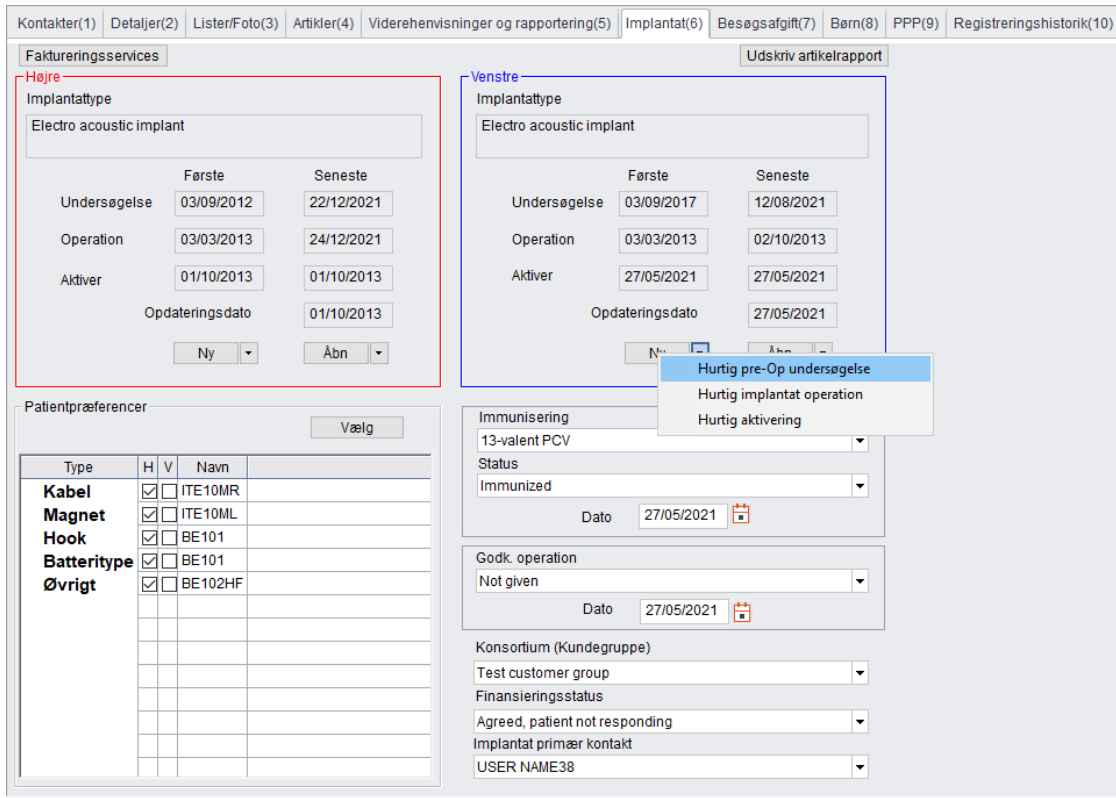 Kontakter(1) Detaljer(2) Lister/Foto(3) Artikler(4) Viderehenvisninger og rapportering(5) Implantat(6) Besøgsafgift(7) Børn(8) PPP(9) Registreringshistorik(10)
Faktureringsservices
Udskriv artikelrapport
Højre
Implantattype
Electro acoustic implant
Første Seneste
Undersøgelse 03/09/2012 22/12/2021
Operation 03/03/2013 24/12/2021
Aktiver 01/10/2013 01/10/2013
Opdateringsdato 01/10/2013
Ny Åbn
Venstre
Implantattype
Electro acoustic implant
Første Seneste
Undersøgelse 03/09/2017 12/08/2021
Operation 03/03/2013 02/10/2013
Aktiver 27/05/2021 27/05/2021
Opdateringsdato 27/05/2021
Ny Åbn
Hurtig pre-Op undersøgelse
Hurtig implantat operation
Hurtig aktivering
Patientpræferencer
Vælg
Type H V Navn
Kabel ITE10MR
Magnet ITE10ML
Hook BE101
Batteritype BE101
Øvrigt BE102HF
Immunisering
13-valent PCV
Status
Immunized
Dato 27/05/2021
Godk. operation
Not given
Dato 27/05/2021
Konsortium (Kundegruppe)
Test customer group
Finansieringsstatus
Agreed, patient not responding
Implantat primær kontakt
USER NAME38